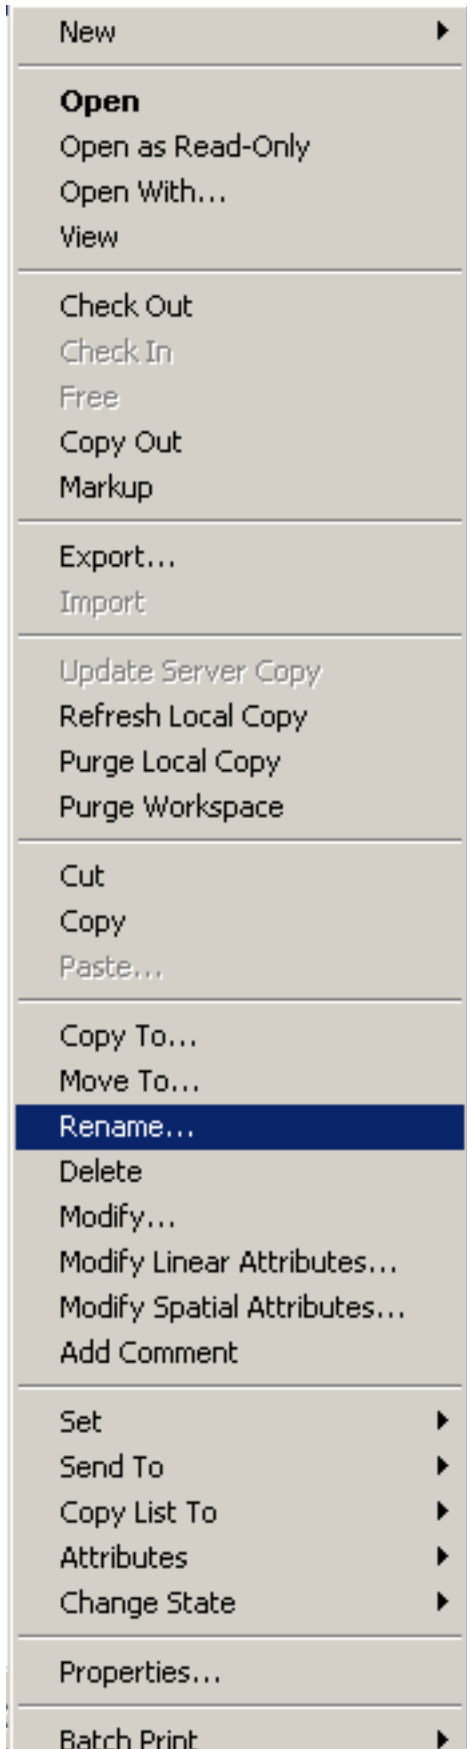 New
Open
Open as Read-Only
Open With...
View
Check Out
Check In
Free
Copy Out
Markup
Export...
Import
Update Server Copy
Refresh Local Copy
Purge Local Copy
Purge Workspace
Cut
Copy
Paste...
Copy To...
Move To...
Rename...
Delete
Modify...
Modify Linear Attributes...
Modify Spatial Attributes...
Add Comment
Set
Send To
Copy List To
Attributes
Change State
Properties...
Batch Print